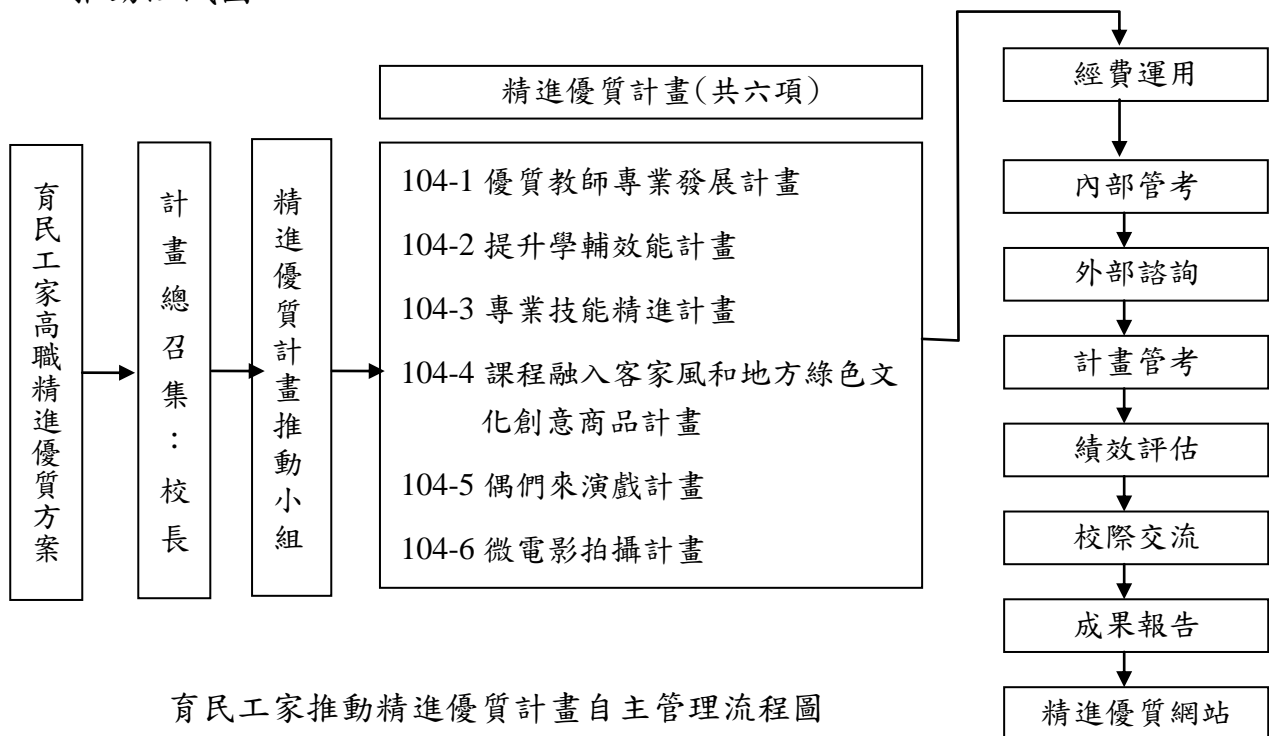 精進優質計畫(共六項)
育民工家高職精進優質方案
計畫總召集：校長
精進優質計畫推動小組
104-1 優質教師專業發展計畫
104-2 提升學輔效能計畫
104-3 專業技能精進計畫
104-4 課程融入客家風和地方綠色文
化創意商品計畫
104-5 偶們來演戲計畫
104-6 微電影拍攝計畫
經費運用
內部管考
外部諮詢
計畫管考
績效評估
校際交流
成果報告
精進優質網站
育民工家推動精進優質計畫自主管理流程圖